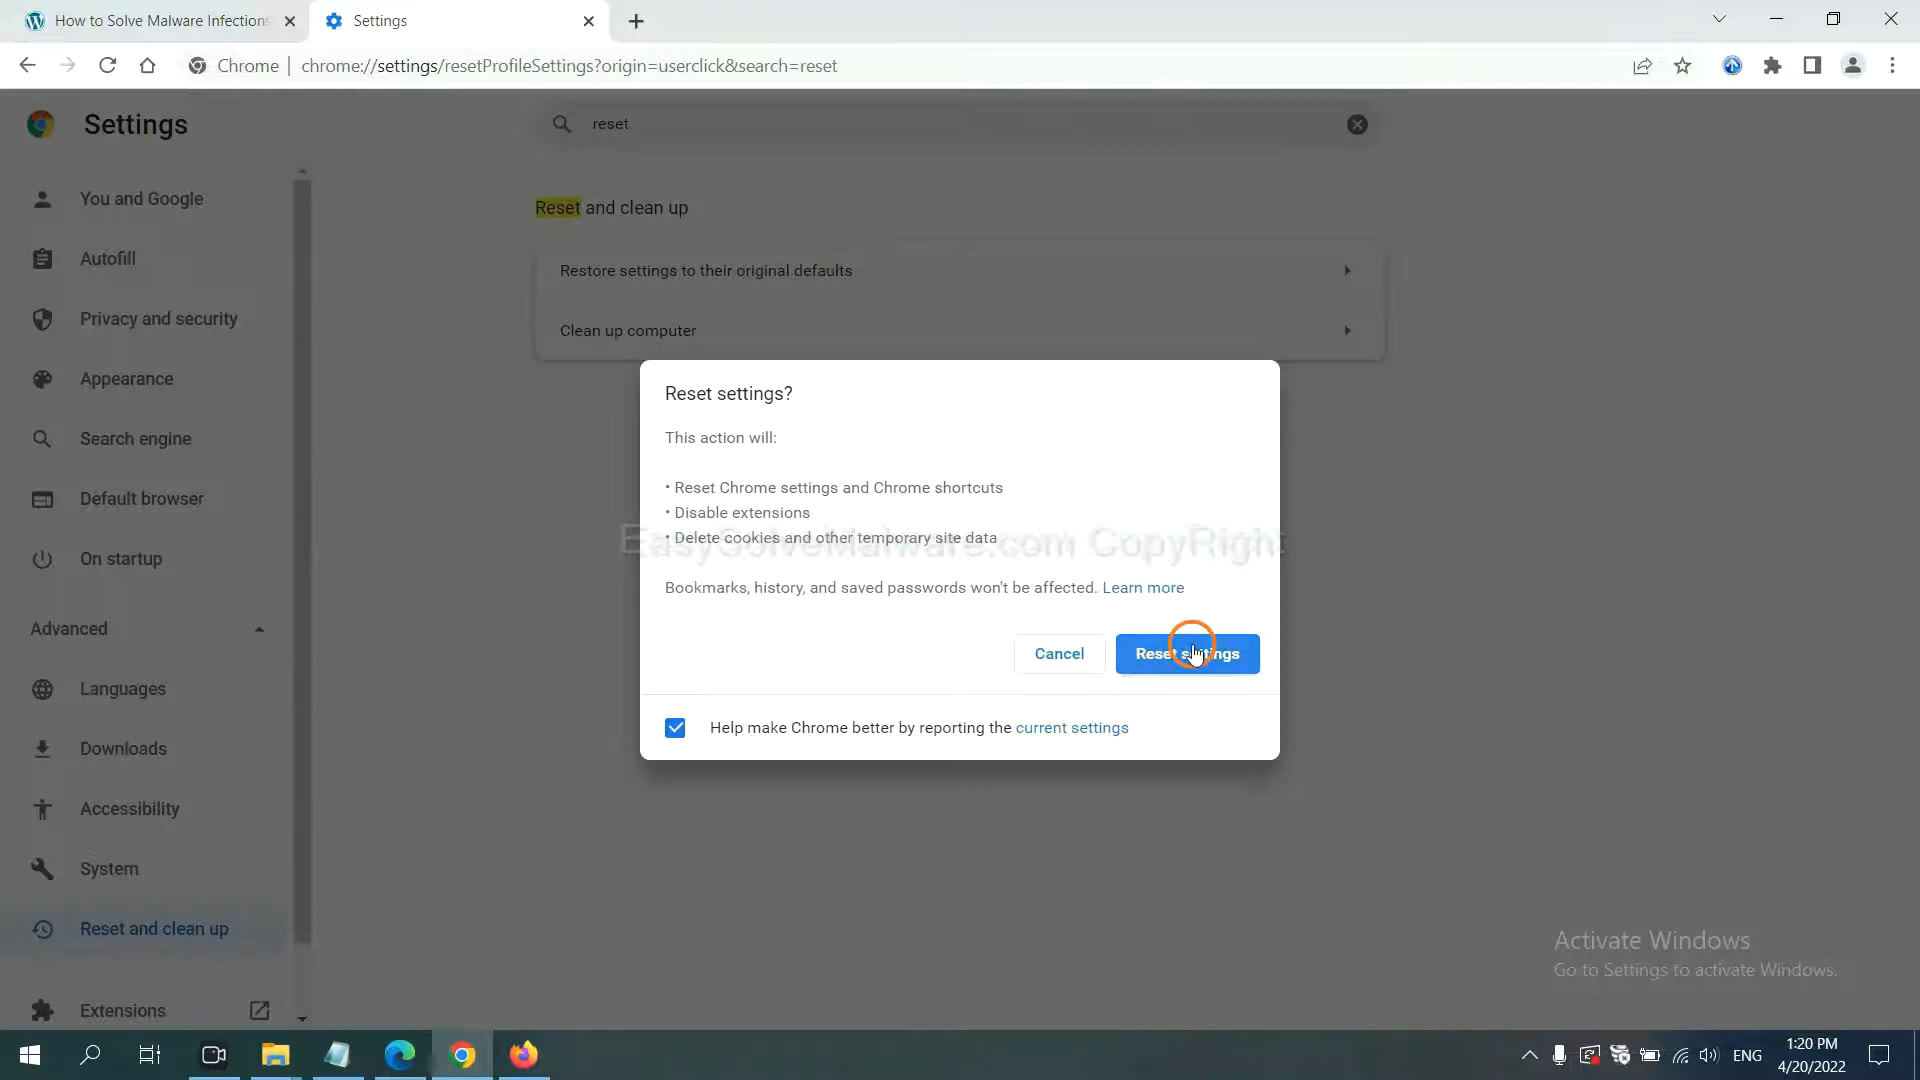 How to Solve Malware Infections
Settings
Chrome | chrome://settings/resetProfileSettings?origin=userclick&search=reset
Settings
reset
You and Google
Autofill
Privacy and security
Appearance
Search engine
Default browser
On startup
Advanced
Languages
Downloads
Accessibility
System
Reset and clean up
Extensions
Reset and clean up
Restore settings to their original defaults
Clean up computer
Reset settings?
This action will:
• Reset Chrome settings and Chrome shortcuts
• Disable extensions
• Delete cookies and other temporary site data
EasySolveMalware.com CopyRight
Bookmarks, history, and saved passwords won't be affected. Learn more
Cancel
Reset settings
Help make Chrome better by reporting the current settings
Activate Windows
Go to Settings to activate Windows.
ENG
1:20 PM
4/20/2022